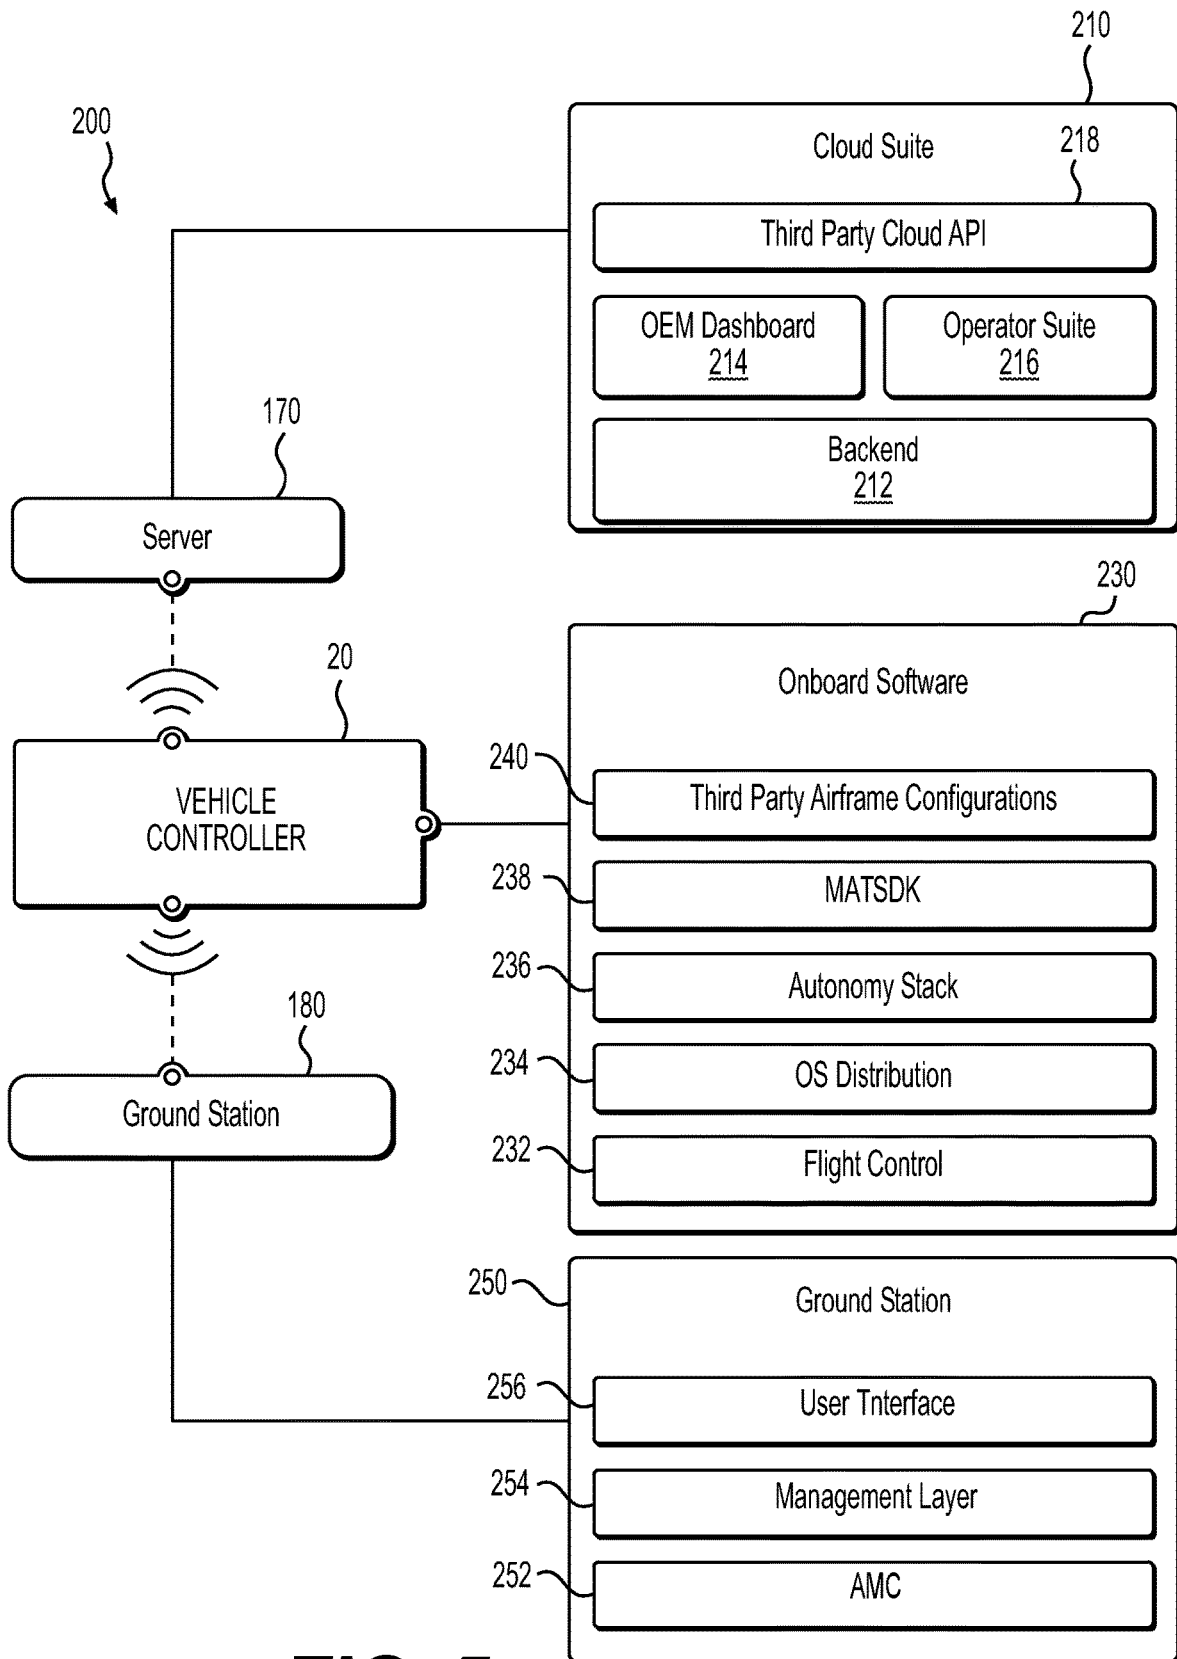 210
200
Cloud Suite
218
Third Party Cloud API
OEM Dashboard
214
Operator Suite
216
Backend
212
170
Server
230
20
Onboard Software
VEHICLE
CONTROLLER
240
Third Party Airframe Configurations
238
MATSDK
236
Autonomy Stack
180
234
OS Distribution
Ground Station
232
Flight Control
250
Ground Station
256
User Tnterface
254
Management Layer
252
AMC